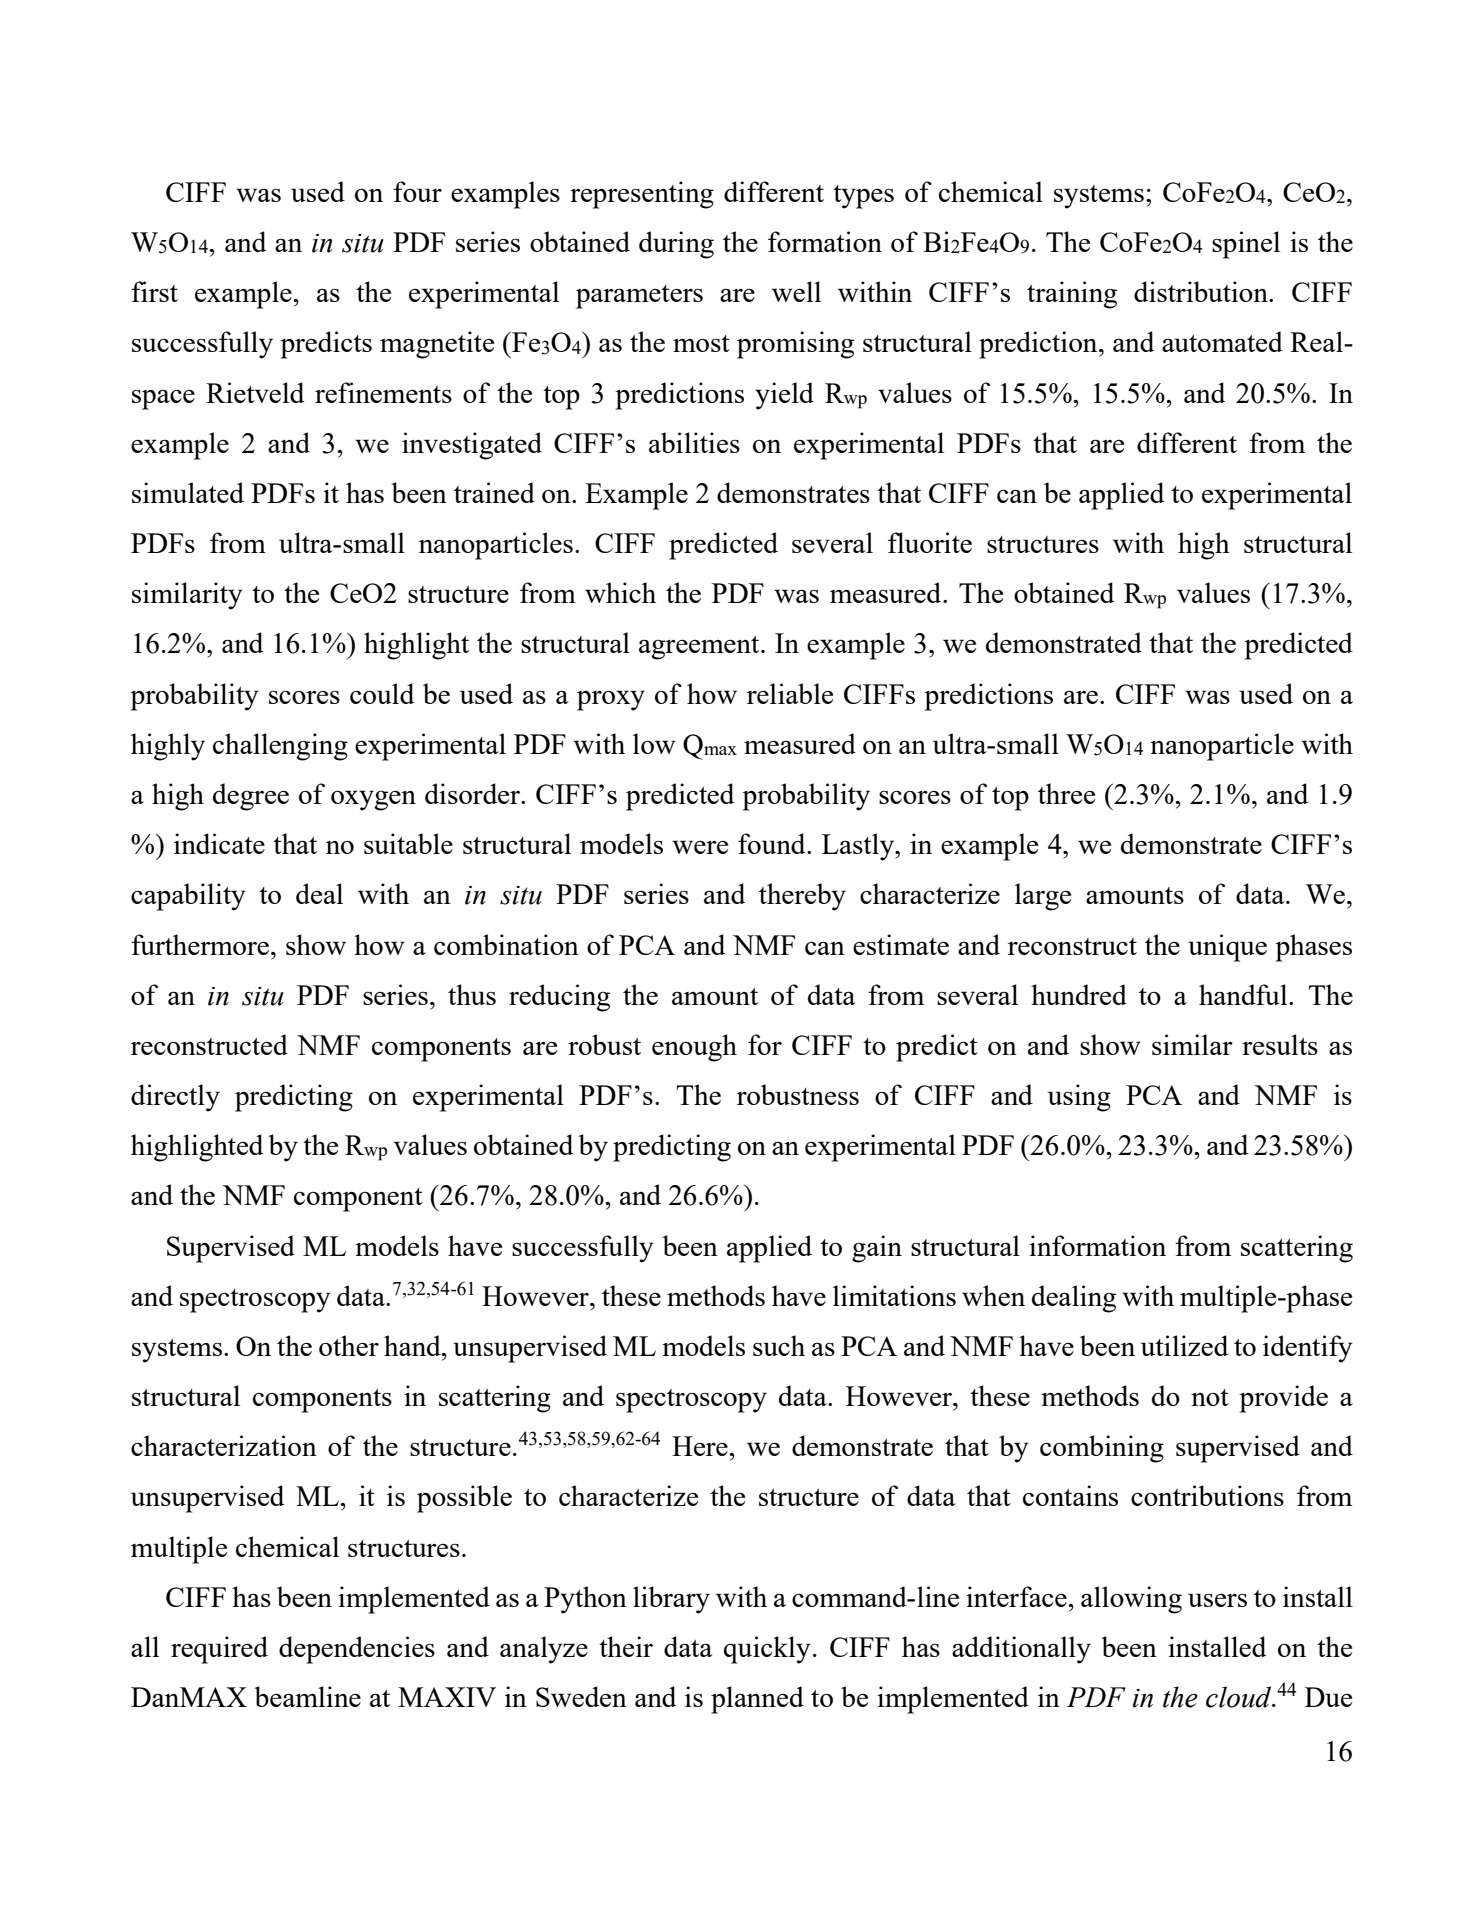 CIFF was used on four examples representing different types of chemical systems; CoFe2O4, CeO2,
W5O14, and an in situ PDF series obtained during the formation of Bi2Fe4O9. The CoFe2O4 spinel is the
first example, as the experimental parameters are well within CIFF’s training distribution. CIFF
successfully predicts magnetite (Fe3O4) as the most promising structural prediction, and automated Real-
space Rietveld refinements of the top 3 predictions yield Rwp values of 15.5%, 15.5%, and 20.5%. In
example 2 and 3, we investigated CIFF’s abilities on experimental PDFs that are different from the
simulated PDFs it has been trained on. Example 2 demonstrates that CIFF can be applied to experimental
PDFs from ultra-small nanoparticles. CIFF predicted several fluorite structures with high structural
similarity to the CeO2 structure from which the PDF was measured. The obtained Rwp values (17.3%,
16.2%, and 16.1%) highlight the structural agreement. In example 3, we demonstrated that the predicted
probability scores could be used as a proxy of how reliable CIFFs predictions are. CIFF was used on a
highly challenging experimental PDF with low Qmax measured on an ultra-small W5O14 nanoparticle with
a high degree of oxygen disorder. CIFF’s predicted probability scores of top three (2.3%, 2.1%, and 1.9
%) indicate that no suitable structural models were found. Lastly, in example 4, we demonstrate CIFF’s
capability to deal with an in situ PDF series and thereby characterize large amounts of data. We,
furthermore, show how a combination of PCA and NMF can estimate and reconstruct the unique phases
of an in situ PDF series, thus reducing the amount of data from several hundred to a handful. The
reconstructed NMF components are robust enough for CIFF to predict on and show similar results as
directly predicting on experimental PDF’s. The robustness of CIFF and using PCA and NMF is
highlighted by the Rwp values obtained by predicting on an experimental PDF (26.0%, 23.3%, and 23.58%)
and the NMF component (26.7%, 28.0%, and 26.6%).
Supervised ML models have successfully been applied to gain structural information from scattering
and spectroscopy data.7,32,54-61 However, these methods have limitations when dealing with multiple-phase
systems. On the other hand, unsupervised ML models such as PCA and NMF have been utilized to identify
structural components in scattering and spectroscopy data. However, these methods do not provide a
characterization of the structure.43,53,58,59,62-64 Here, we demonstrate that by combining supervised and
unsupervised ML, it is possible to characterize the structure of data that contains contributions from
multiple chemical structures.
CIFF has been implemented as a Python library with a command-line interface, allowing users to install
all required dependencies and analyze their data quickly. CIFF has additionally been installed on the
DanMAX beamline at MAXIV in Sweden and is planned to be implemented in PDF in the cloud.44 Due
16